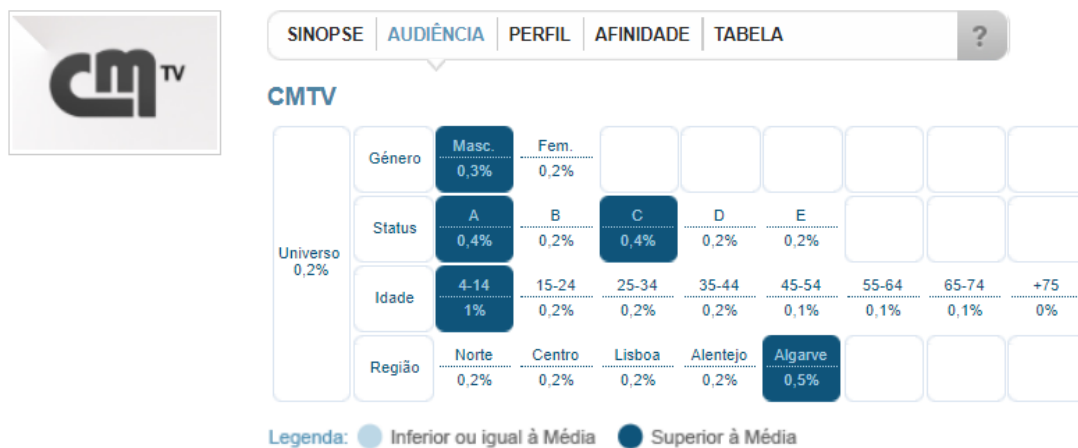 CM TV
SINOPSE AUDIÊNCIA PERFIL AFINIDADE TABELA ?
CMTV
Universo
0,2%
Género
Masc. Fem.
0,3% 0,2%
Status
A B C D E
0,4% 0,2% 0,4% 0,2% 0,2%
Idade
4-14 15-24 25-34 35-44 45-54 55-64 65-74 +75
1% 0,2% 0,2% 0,2% 0,1% 0,1% 0,1% 0%
Região
Norte Centro Lisboa Alentejo Algarve
0,2% 0,2% 0,2% 0,2% 0,5%
Legenda: Inferior ou igual à Média Superior à Média